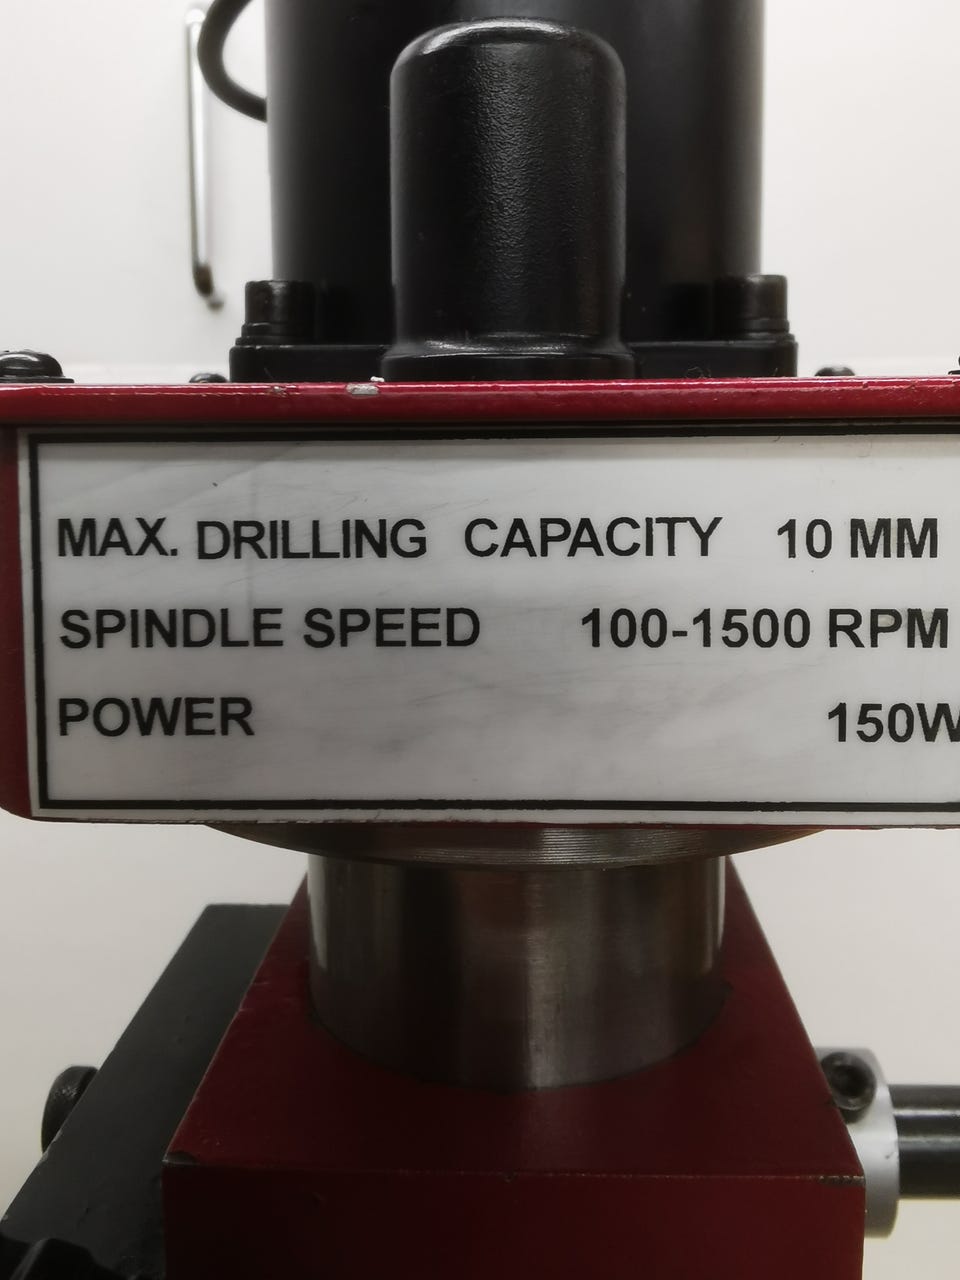 MAX. DRILLING CAPACITY 10 MM
SPINDLE SPEED 100-1500 RPM
POWER 150W